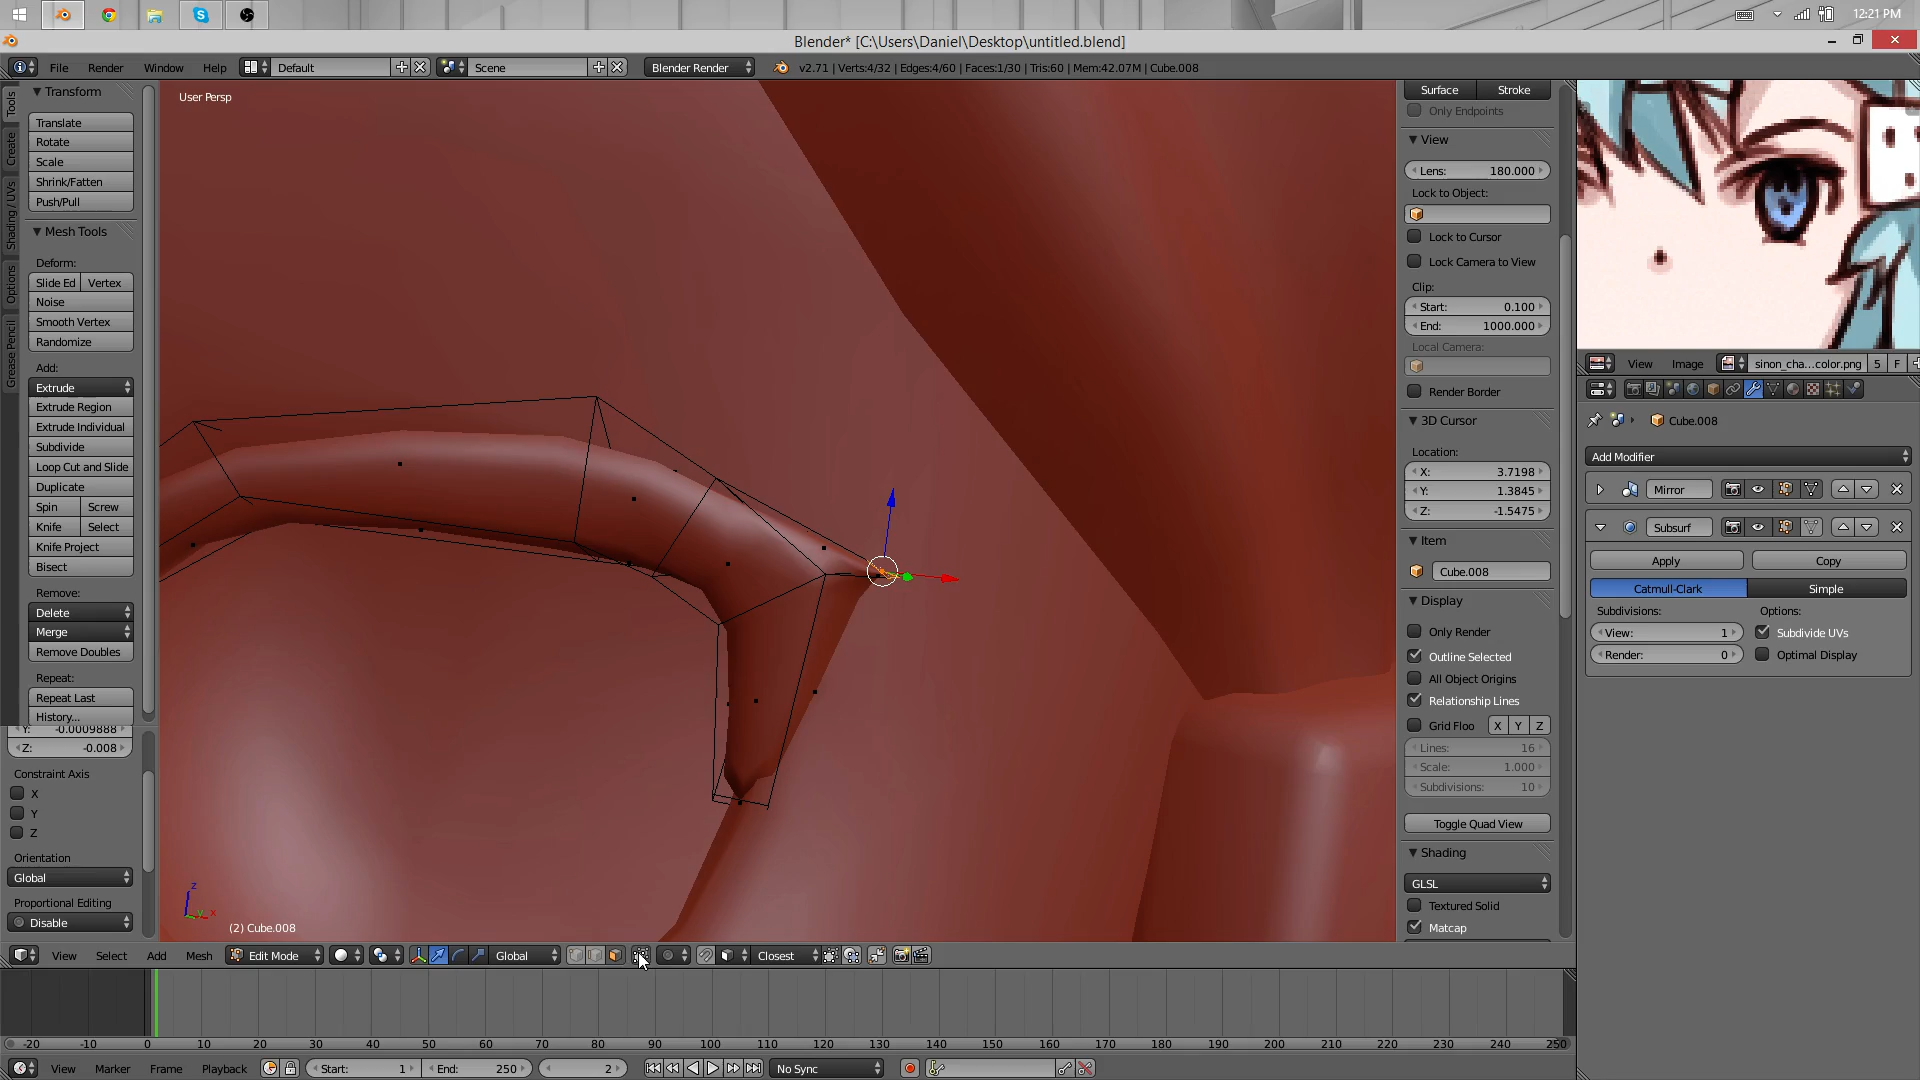 12:21 PM
Blender* [C:\Users\Daniel\Desktop\untitled.blend]
File Render Window Help Default Scene Blender Render v2.71 | Verts:4/32 | Edges:4/60 | Faces:1/30 | Tris:60 | Mem:42.07M | Cube.008
Tools
Create
Shading / UVs
Options
Grease Pencil
Transform
Translate
Rotate
Scale
Shrink/Fatten
Push/Pull
Mesh Tools
Deform:
Slide Ed Vertex
Noise
Smooth Vertex
Randomize
Add:
Extrude
Extrude Region
Extrude Individual
Subdivide
Loop Cut and Slide
Duplicate
Spin Screw
Knife Select
Knife Project
Bisect
Remove:
Delete
Merge
Remove Doubles
Repeat:
Repeat Last
History...
Y: -0.0009888
Z: -0.008
Constraint Axis
X
Y
Z
Orientation
Global
Proportional Editing
Disable
User Persp
z
y x
(2) Cube.008
Surface Stroke
Only Endpoints
View
Lens: 180.000
Lock to Object:
Lock to Cursor
Lock Camera to View
Clip:
Start: 0.100
End: 1000.000
Local Camera:
Render Border
3D Cursor
Location:
X: 3.7198
Y: 1.3845
Z: -1.5475
Item
Cube.008
Display
Only Render
Outline Selected
All Object Origins
Relationship Lines
Grid Floo X Y Z
Lines: 16
Scale: 1.000
Subdivisions: 10
Toggle Quad View
Shading
GLSL
Textured Solid
Matcap
View Image sinon_cha...color.png 5 F
Cube.008
Add Modifier
Mirror
Subsurf
Apply Copy
Catmull-Clark Simple
Subdivisions: Options:
View: 1 Subdivide UVs
Render: 0 Optimal Display
View Select Add Mesh Edit Mode Global Closest
-20 -10 0 10 20 30 40 50 60 70 80 90 100 110 120 130 140 150 160 170 180 190 200 210 220 230 240 250
View Marker Frame Playback Start: 1 End: 250 2 No Sync